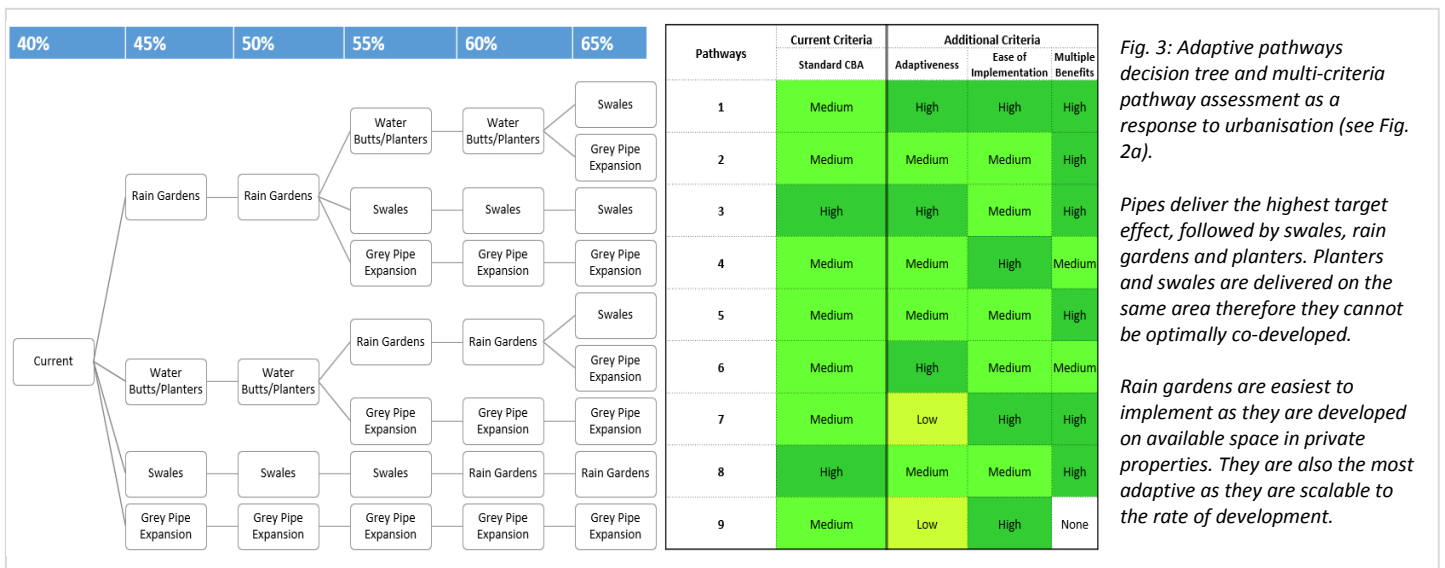 40% 45% 50% 55% 60% 65%
Current
Rain Gardens
Rain Gardens
Water
Butts/Planters
Water
Butts/Planters
Swales
Grey Pipe
Expansion
Swales
Swales
Swales
Grey Pipe
Expansion
Grey Pipe
Expansion
Grey Pipe
Expansion
Water
Butts/Planters
Water
Butts/Planters
Rain Gardens
Rain Gardens
Swales
Grey Pipe
Expansion
Grey Pipe
Expansion
Grey Pipe
Expansion
Grey Pipe
Expansion
Swales
Swales
Swales
Rain Gardens
Rain Gardens
Grey Pipe
Expansion
Grey Pipe
Expansion
Grey Pipe
Expansion
Grey Pipe
Expansion
Grey Pipe
Expansion
Pathways
Current Criteria
Additional Criteria
Standard CBA
Adaptiveness
Ease of
Implementation
Multiple
Benefits
1 Medium High High High
2 Medium Medium Medium High
3 High High Medium High
4 Medium Medium High Medium
5 Medium Medium Medium High
6 Medium High Medium Medium
7 Medium Low High High
8 High Medium Medium High
9 Medium Low High None
Fig. 3: Adaptive pathways
decision tree and multi-criteria
pathway assessment as a
response to urbanisation (see Fig.
2a).
Pipes deliver the highest target
effect, followed by swales, rain
gardens and planters. Planters
and swales are delivered on the
same area therefore they cannot
be optimally co-developed.
Rain gardens are easiest to
implement as they are developed
on available space in private
properties. They are also the most
adaptive as they are scalable to
the rate of development.